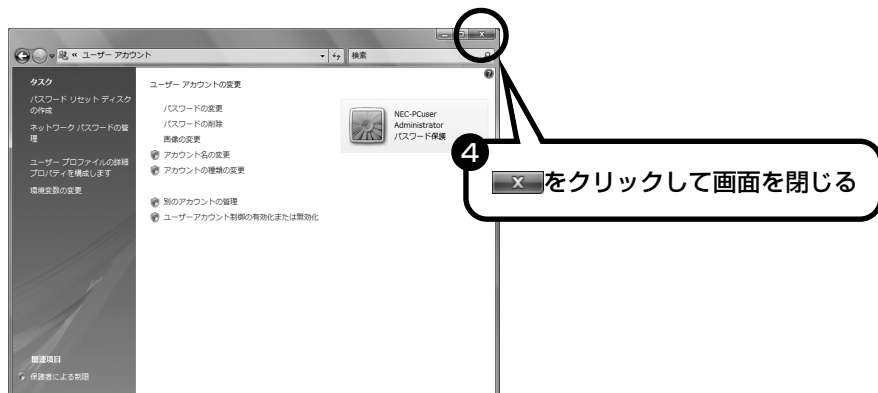 « ユーザー アカウント
検索
タスク
パスワード リセット ディスク
の作成
ネットワーク パスワードの管
理
ユーザー プロファイルの詳細
プロパティを構成します
環境変数の変更
関連項目
保護者による制限
ユーザー アカウントの変更
パスワードの変更
パスワードの削除
画像の変更
アカウント名の変更
アカウントの種類の変更
別のアカウントの管理
ユーザーアカウント制御の有効化または無効化
NEC-PCuser
Administrator
パスワード保護
4
xをクリックして画面を閉じる